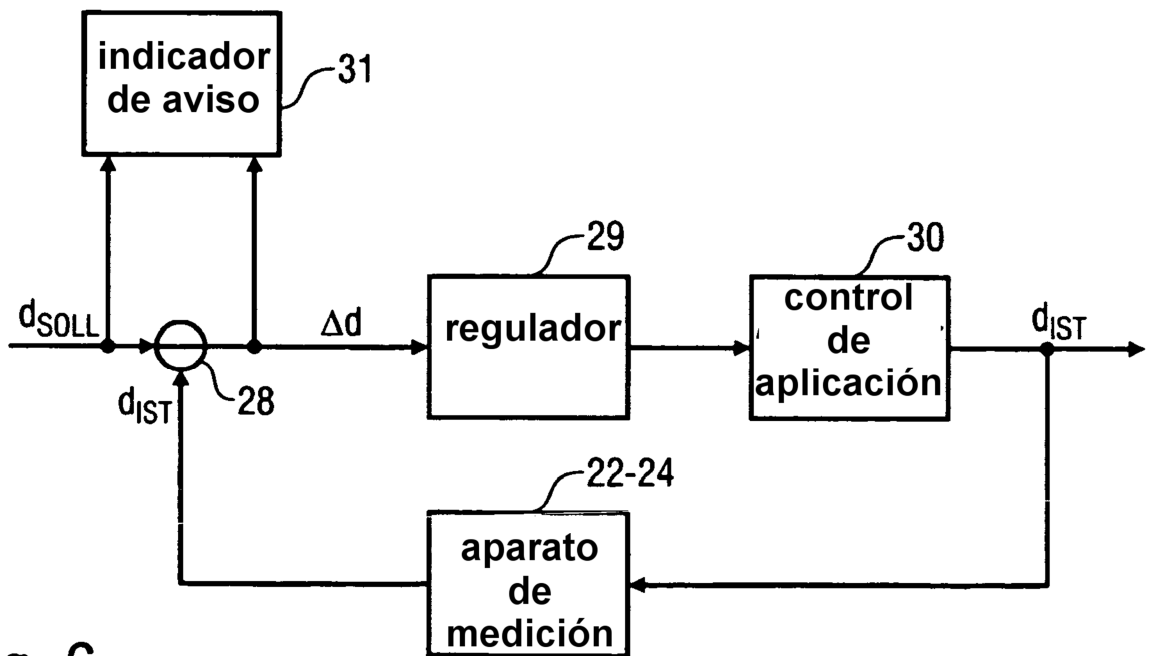 indicador
de aviso
31
29
30
d_SOLL
Δd
regulador
control
de
aplicación
d_IST
d_IST
28
22-24
aparato
de
medición